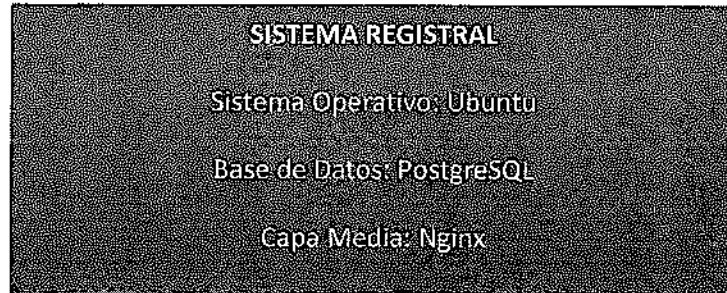 SISTEMA REGISTRAL
Sistema Operativo: Ubuntu
Base de Datos: PostgreSQL
Capa Media: Nginx